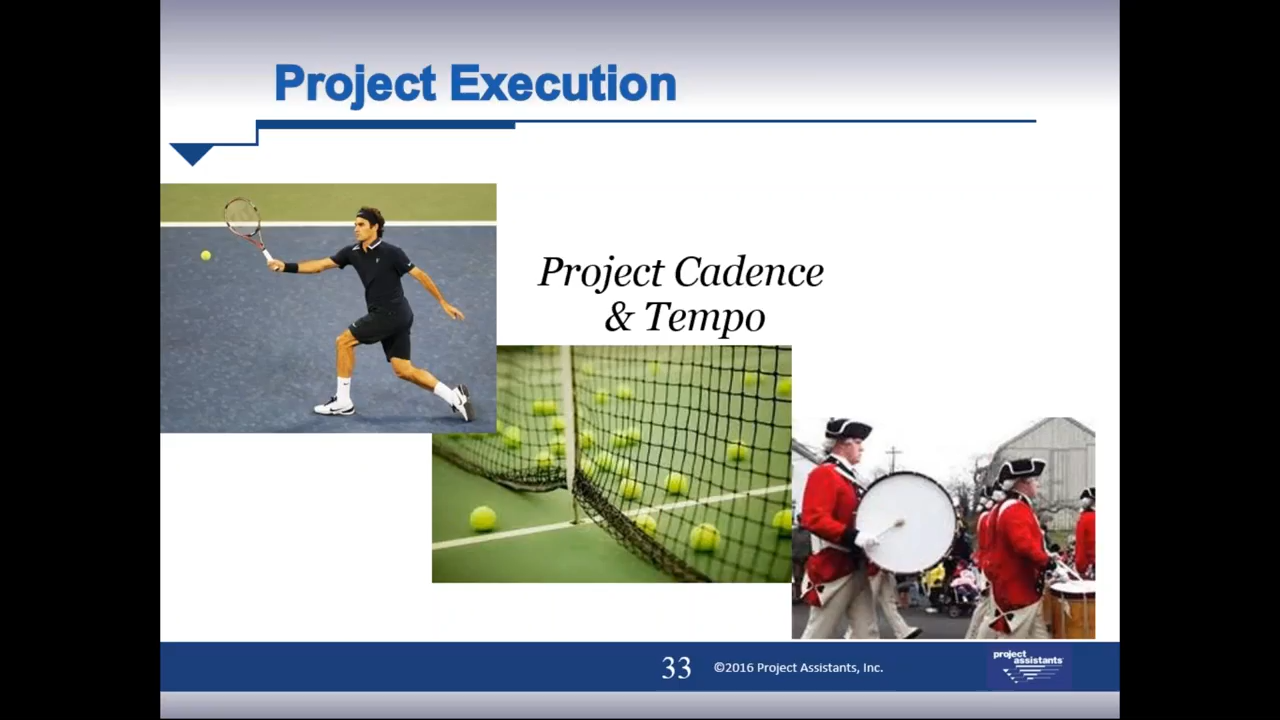 Project Execution
Project Cadence
& Tempo
33
©2016 Project Assistants, Inc.
project
assistants